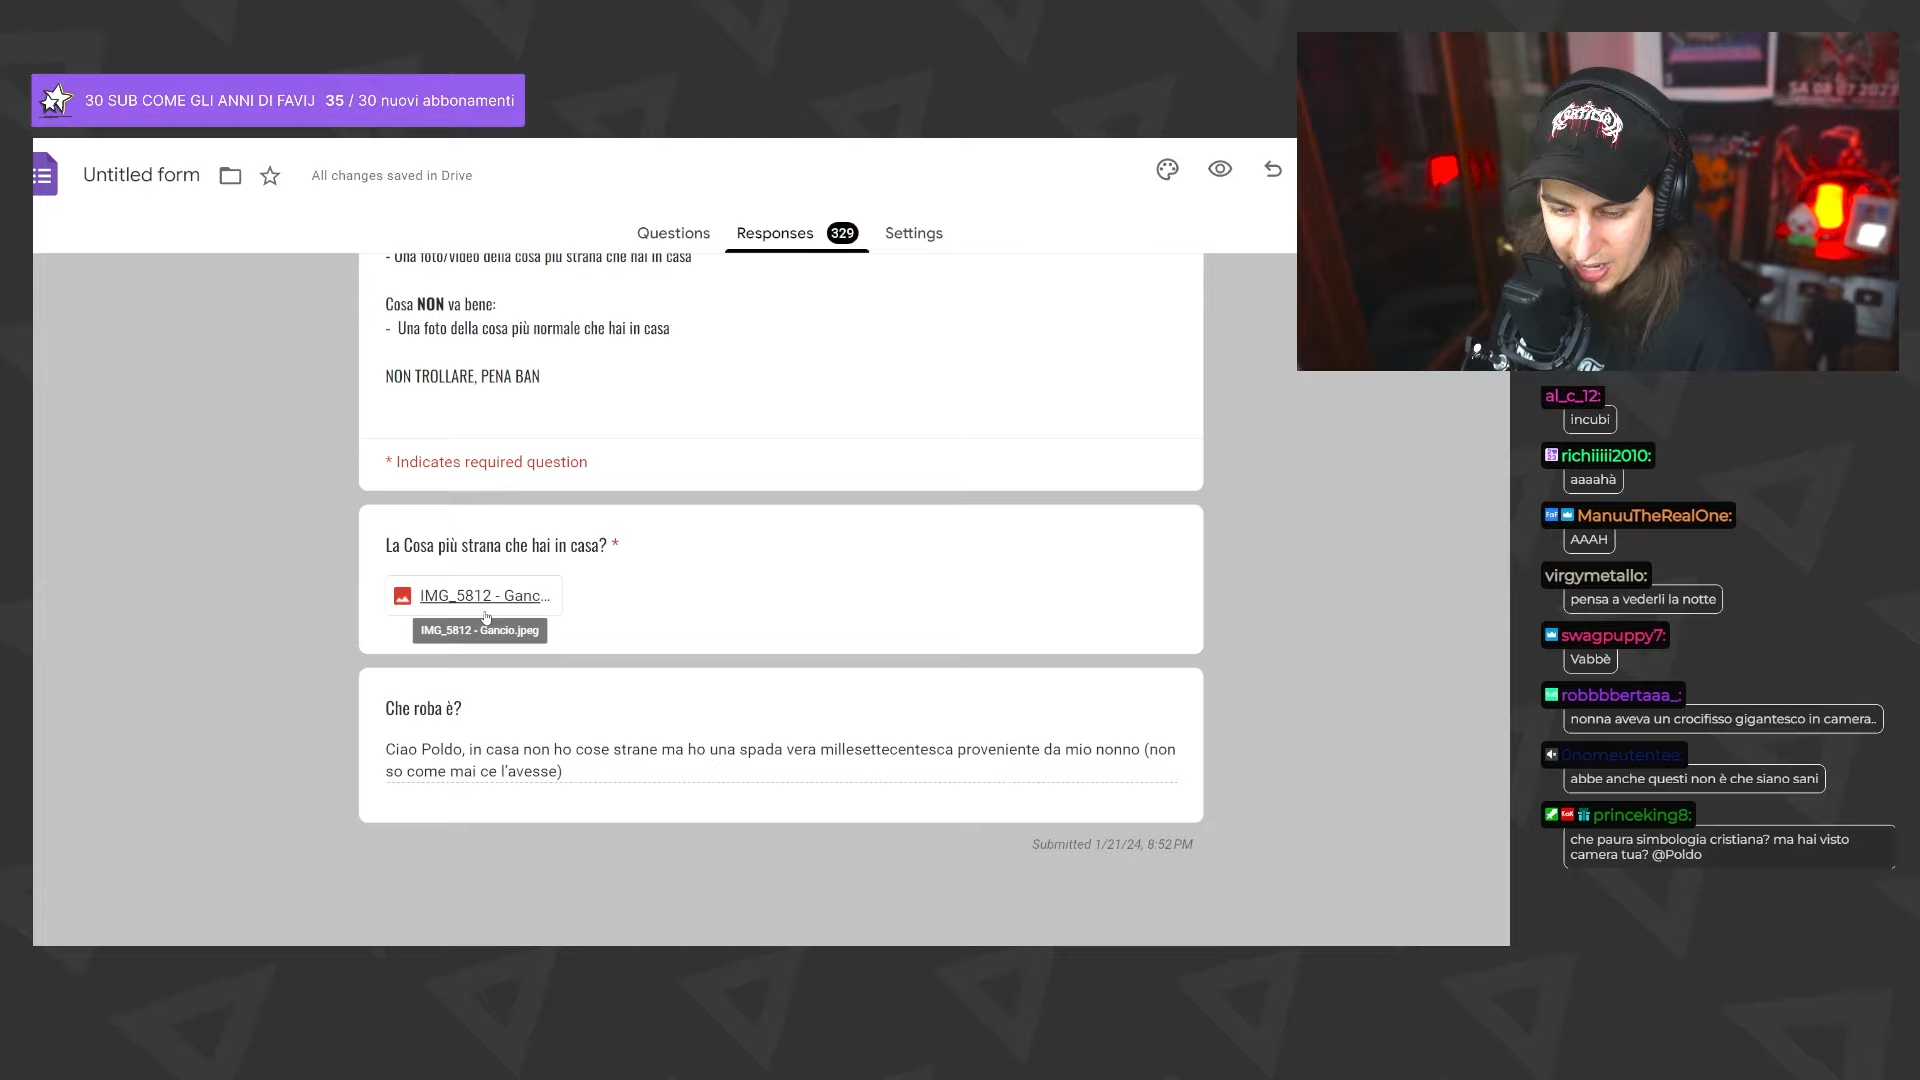 30 SUB COME GLI ANNI DI FAVIJ 35 / 30 nuovi abbonamenti
Untitled form
All changes saved in Drive
Questions
Responses 329
Settings
- Una foto/video della cosa più strana che hai in casa
Cosa NON va bene:
- Una foto della cosa più normale che hai in casa
NON TROLLARE, PENA BAN
* Indicates required question
La Cosa più strana che hai in casa? *
IMG_5812 - Ganc...
IMG_5812 - Gancio.jpeg
Che roba è?
Ciao Poldo, in casa non ho cose strane ma ho una spada vera millesettecentesca proveniente da mio nonno (non
so come mai ce l'avesse)
Submitted 1/21/24, 8:52 PM
al_c_12:
incubi
richiiiii2010:
aaaahà
ManuuTheRealOne:
AAAH
virgymetallo:
pensa a vederli la notte
swagpuppy7:
Vabbè
robbbbertaaa_:
nonna aveva un crocifisso gigantesco in camera..
0nomeutentee:
abbe anche questi non è che siano sani
princeking8:
che paura simbologia cristiana? ma hai visto
camera tua? @Poldo